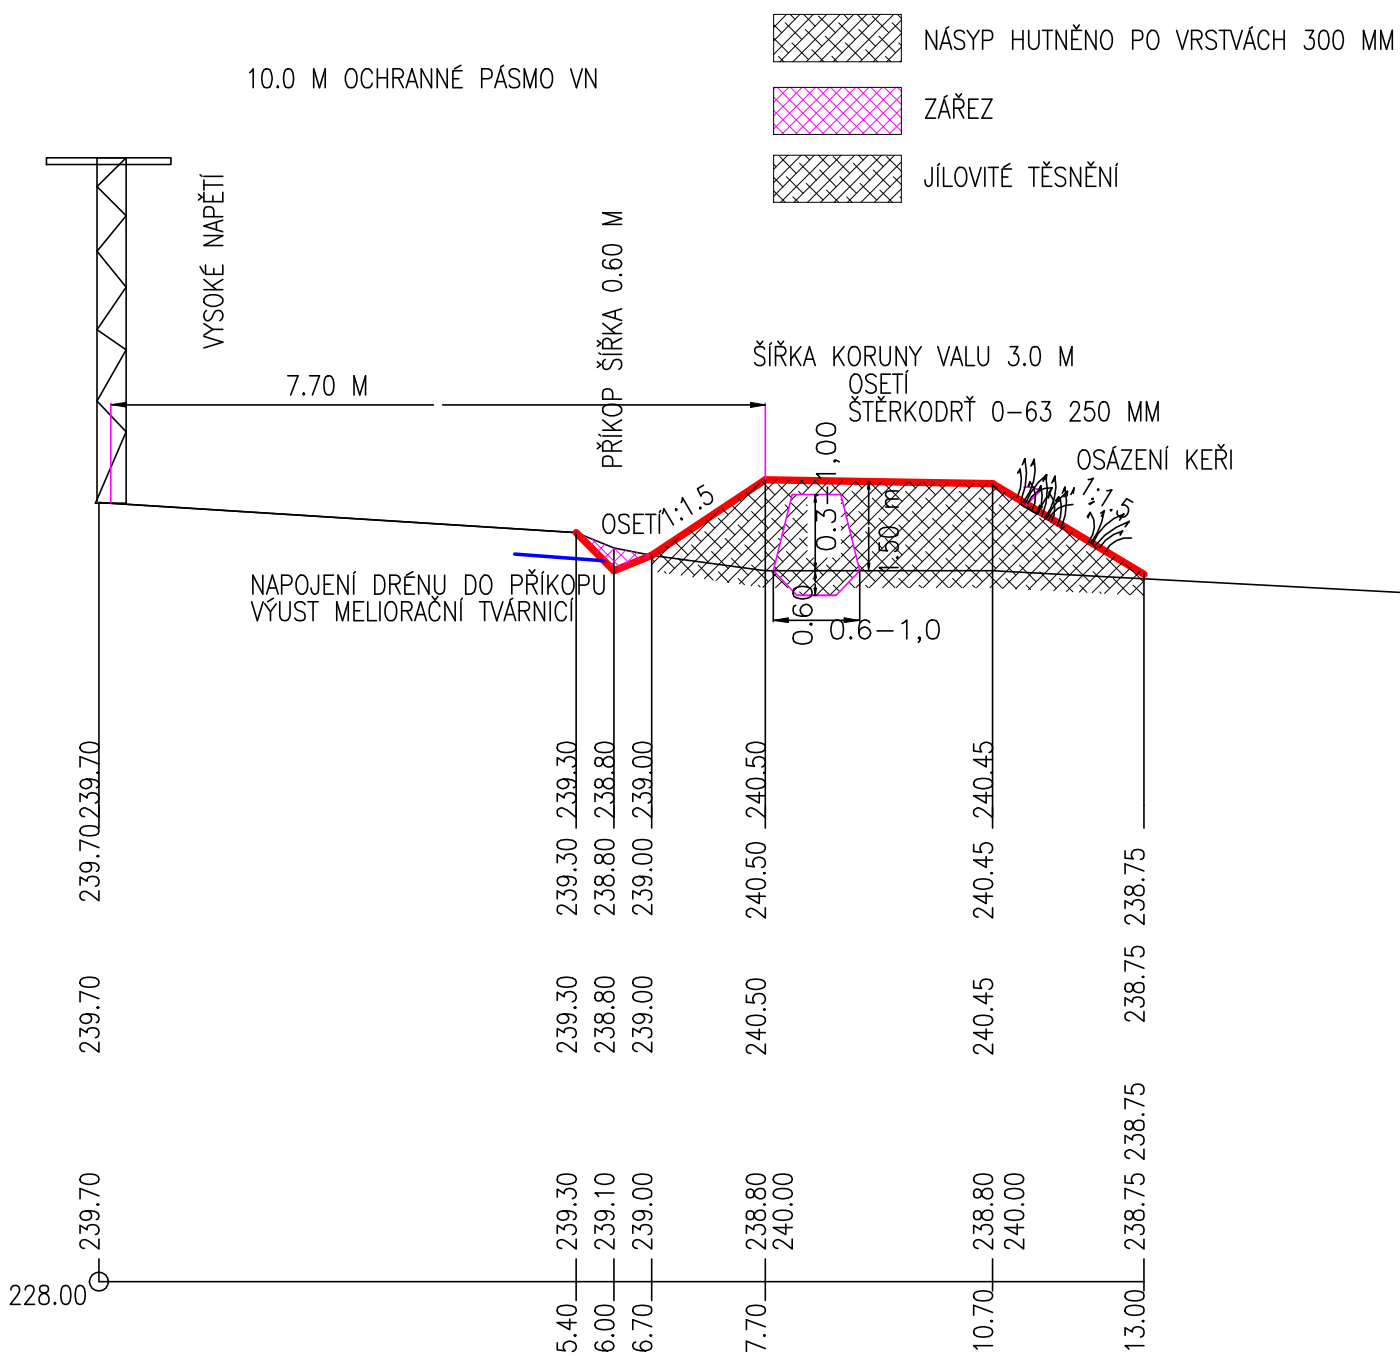 NÁSYP HUTNĚNO PO VRSTVÁCH 300 MM
10.0 M OCHRANNÉ PÁSMO VN
ZÁŘEZ
JÍLOVITÉ TĚSNĚNÍ
VYSOKÉ NAPĚTÍ
PŘÍKOP ŠÍŘKA 0.60 M
7.70 M
ŠÍŘKA KORUNY VALU 3.0 M
OSETÍ
ŠTĚRKODRŤ 0-63 250 MM
OSÁZENÍ KEŘI
1:1.5
OSETÍ
1:1.5
0.3-1,00
1.50 m
0.60
0.6-1,0
NAPOJENÍ DRÉNU DO PŘÍKOPU
VÝUST MELIORAČNÍ TVÁRNICÍ
239.70 239.30 238.80 239.00 240.50 240.45
239.70 239.30 238.80 239.00 240.50 240.45 238.75
239.70 239.30 238.80 239.00 240.50 240.45 238.75
238.75
239.70 239.30 239.10 239.00 238.80 238.80 238.75
240.00 240.00
228.00
5.40 6.00 6.70 7.70 10.70 13.00